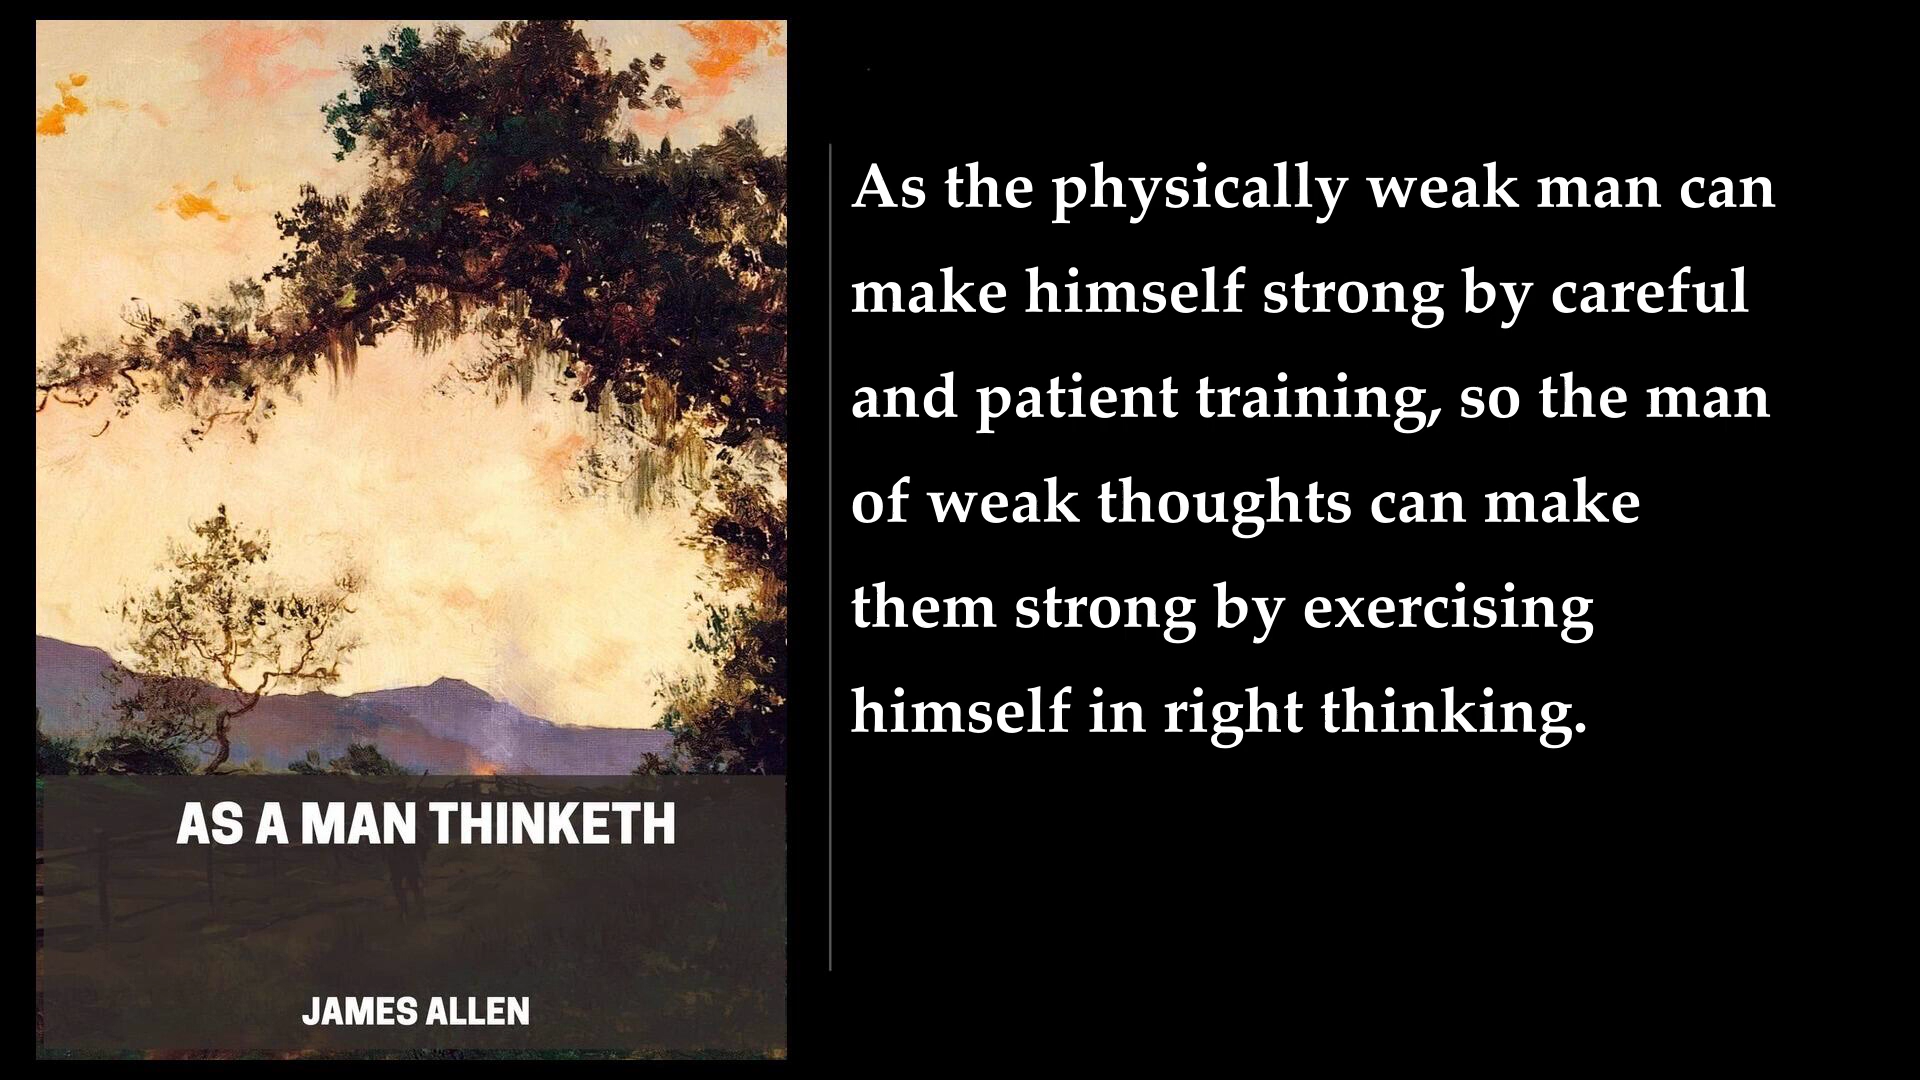 AS A MAN THINKETH
JAMES ALLEN
As the physically weak man can
make himself strong by careful
and patient training, so the man
of weak thoughts can make
them strong by exercising
himself in right thinking.